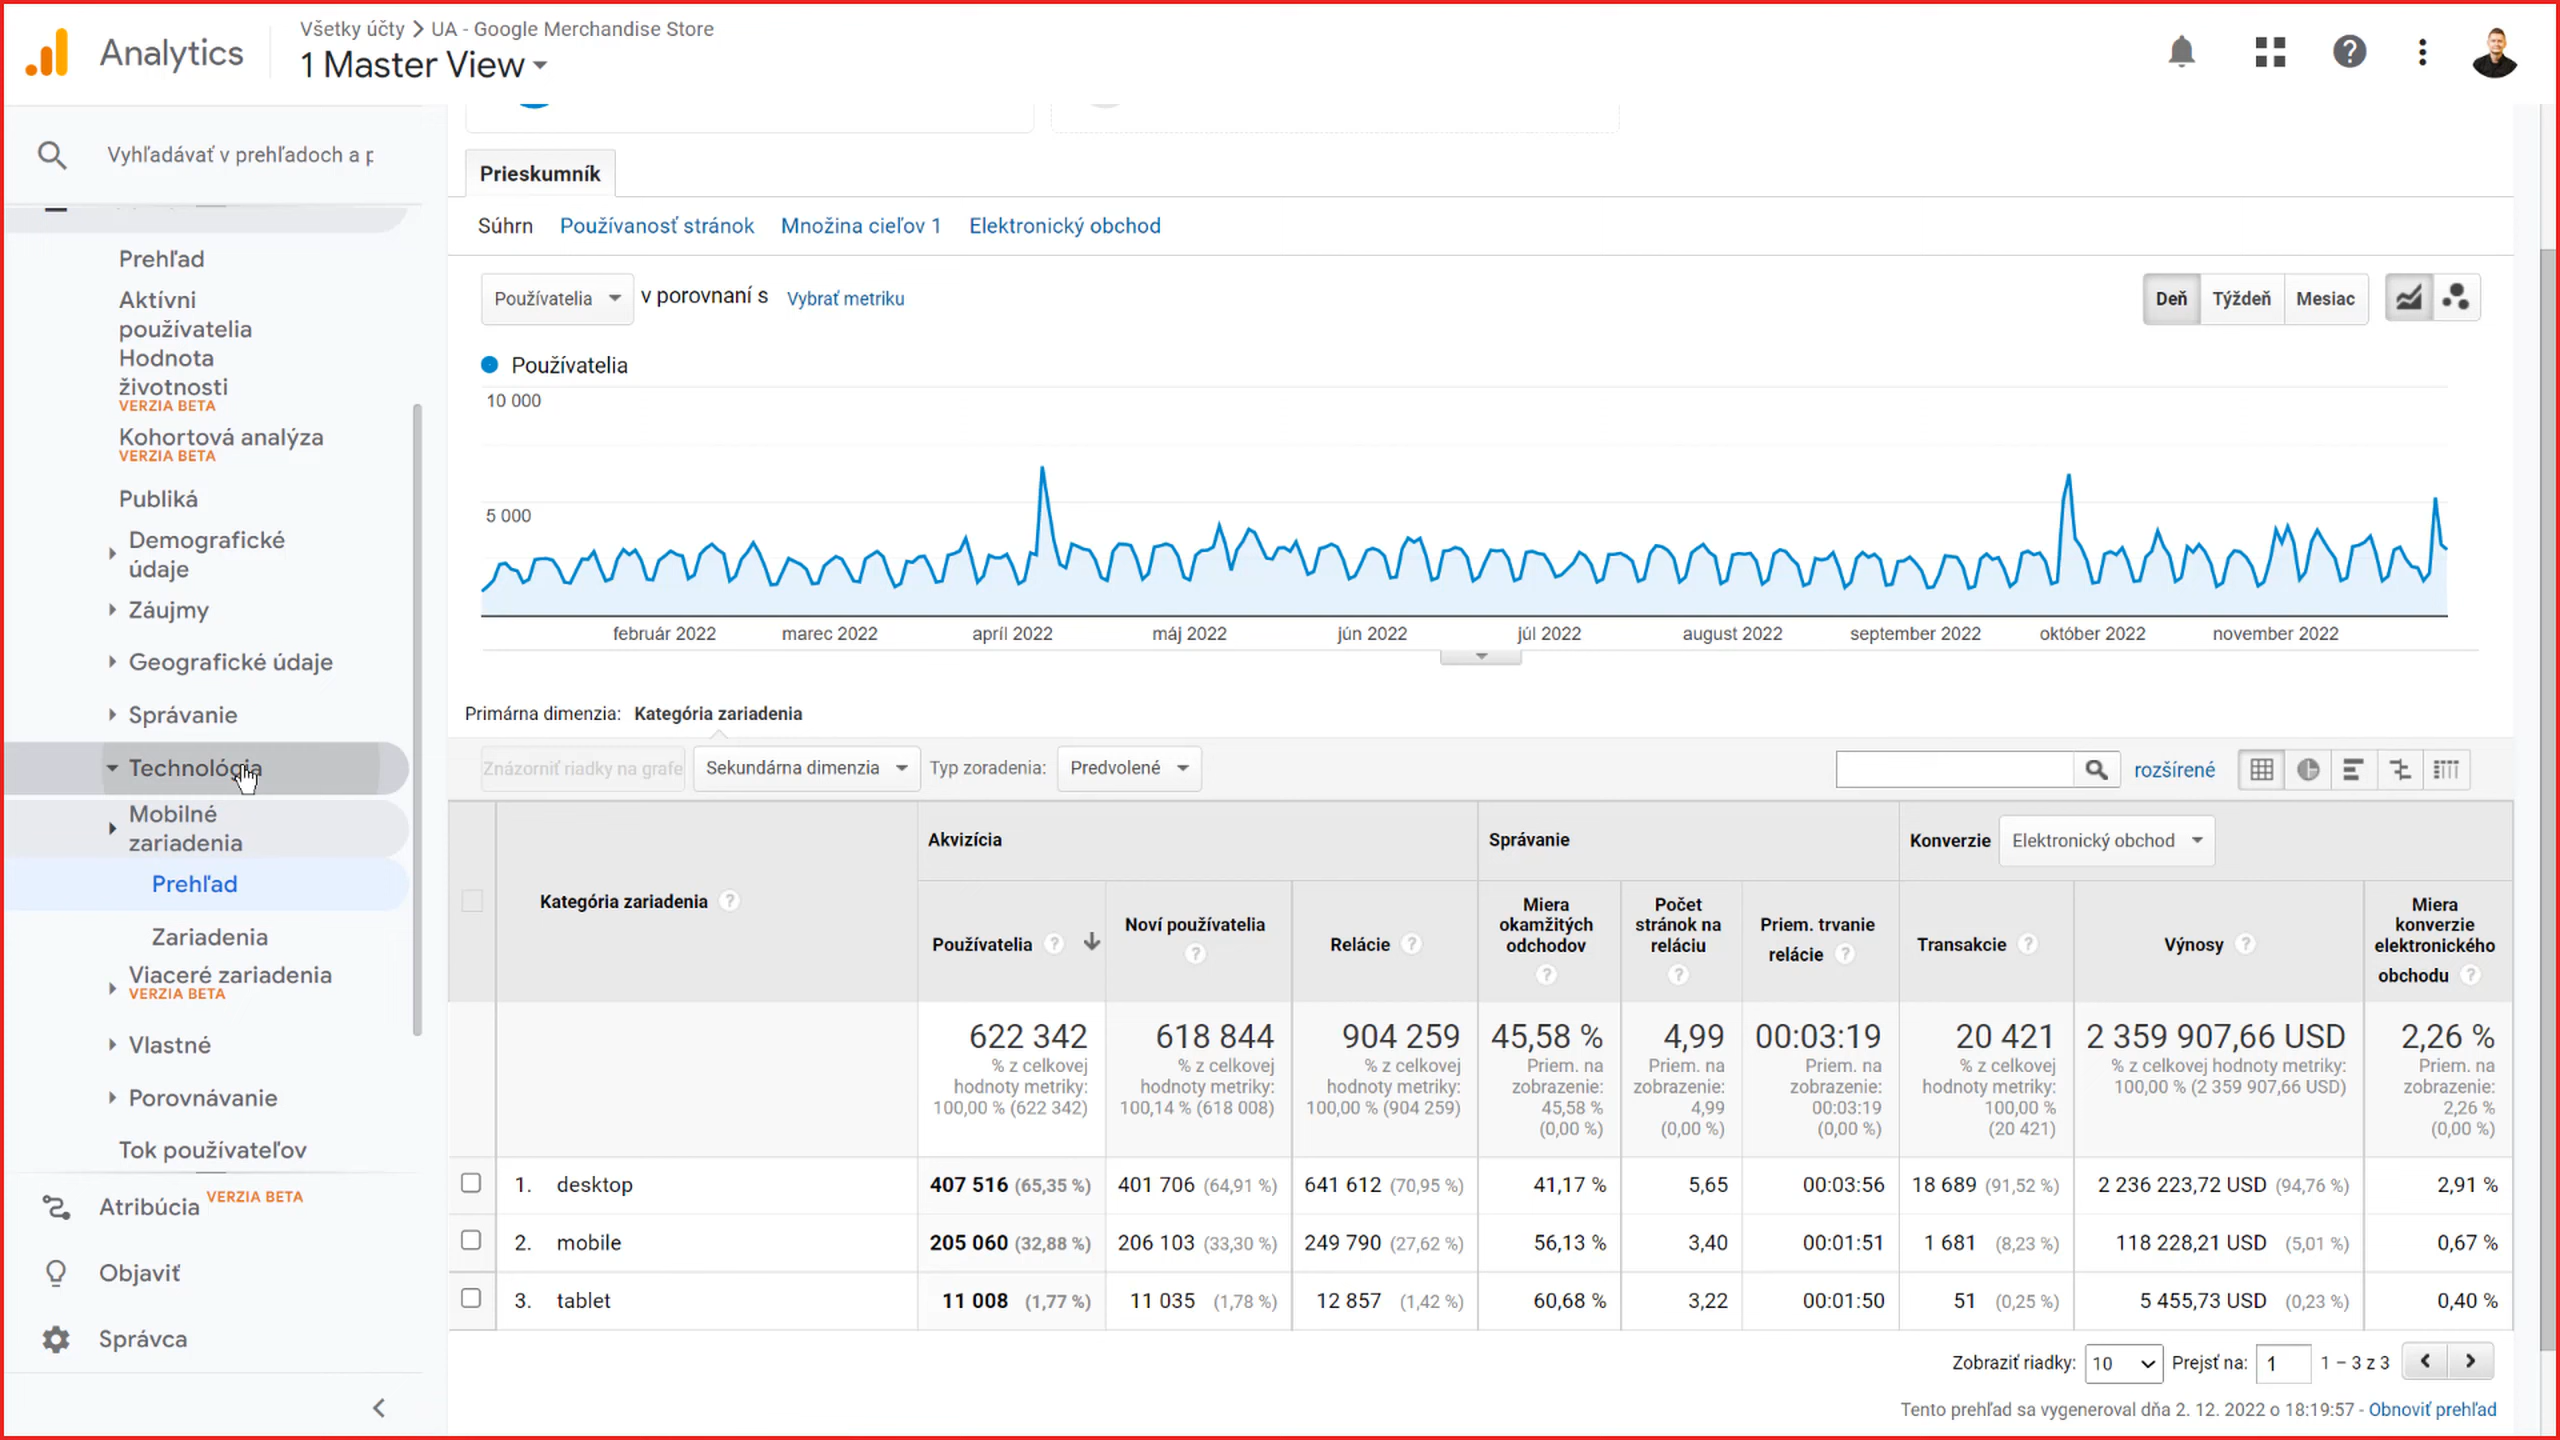 Analytics
Všetky účty > UA - Google Merchandise Store
1 Master View
Vyhľadávať v prehľadoch a p
Prehľad
Aktívni
používatelia
Hodnota
životnosti
VERZIA BETA
Kohortová analýza
VERZIA BETA
Publiká
Demografické
údaje
Záujmy
Geografické údaje
Správanie
Technológia
Mobilné
zariadenia
Prehľad
Zariadenia
Viaceré zariadenia
VERZIA BETA
Vlastné
Porovnávanie
Tok používateľov
Atribúcia VERZIA BETA
Objaviť
Správca
Prieskumník
Súhrn Používanosť stránok Množina cieľov 1 Elektronický obchod
Používatelia v porovnaní s Vybrať metriku
Deň Týždeň Mesiac
Používatelia
10 000
5 000
február 2022 marec 2022 apríl 2022 máj 2022 jún 2022 júl 2022 august 2022 september 2022 október 2022 november 2022
Primárna dimenzia: Kategória zariadenia
Znázorniť riadky na grafe Sekundárna dimenzia Typ zoradenia: Predvolené rozšírené
Akvizícia Správanie Konverzie Elektronický obchod
Kategória zariadenia ?
Používatelia ?
Noví používatelia ?
Relácie ?
Miera
okamžitých
odchodov
?
Počet
stránok na
reláciu
?
Priem. trvanie
relácie ?
Transakcie ?
Výnosy ?
Miera
konverzie
elektronického
obchodu ?
622 342
% z celkovej
hodnoty metriky:
100,00 % (622 342)
618 844
% z celkovej
hodnoty metriky:
100,14 % (618 008)
904 259
% z celkovej
hodnoty metriky:
100,00 % (904 259)
45,58 %
Priem. na
zobrazenie:
45,58 %
(0,00 %)
4,99
Priem. na
zobrazenie:
4,99
(0,00 %)
00:03:19
Priem. na
zobrazenie:
00:03:19
(0,00 %)
20 421
% z celkovej
hodnoty metriky:
100,00 %
(20 421)
2 359 907,66 USD
% z celkovej hodnoty metriky:
100,00 % (2 359 907,66 USD)
2,26 %
Priem. na
zobrazenie:
2,26 %
(0,00 %)
1. desktop 407 516 (65,35 %) 401 706 (64,91 %) 641 612 (70,95 %) 41,17 % 5,65 00:03:56 18 689 (91,52 %) 2 236 223,72 USD (94,76 %) 2,91 %
2. mobile 205 060 (32,88 %) 206 103 (33,30 %) 249 790 (27,62 %) 56,13 % 3,40 00:01:51 1 681 (8,23 %) 118 228,21 USD (5,01 %) 0,67 %
3. tablet 11 008 (1,77 %) 11 035 (1,78 %) 12 857 (1,42 %) 60,68 % 3,22 00:01:50 51 (0,25 %) 5 455,73 USD (0,23 %) 0,40 %
Zobraziť riadky: 10 Prejsť na: 1 1 – 3 z 3
Tento prehľad sa vygeneroval dňa 2. 12. 2022 o 18:19:57 - Obnoviť prehľad